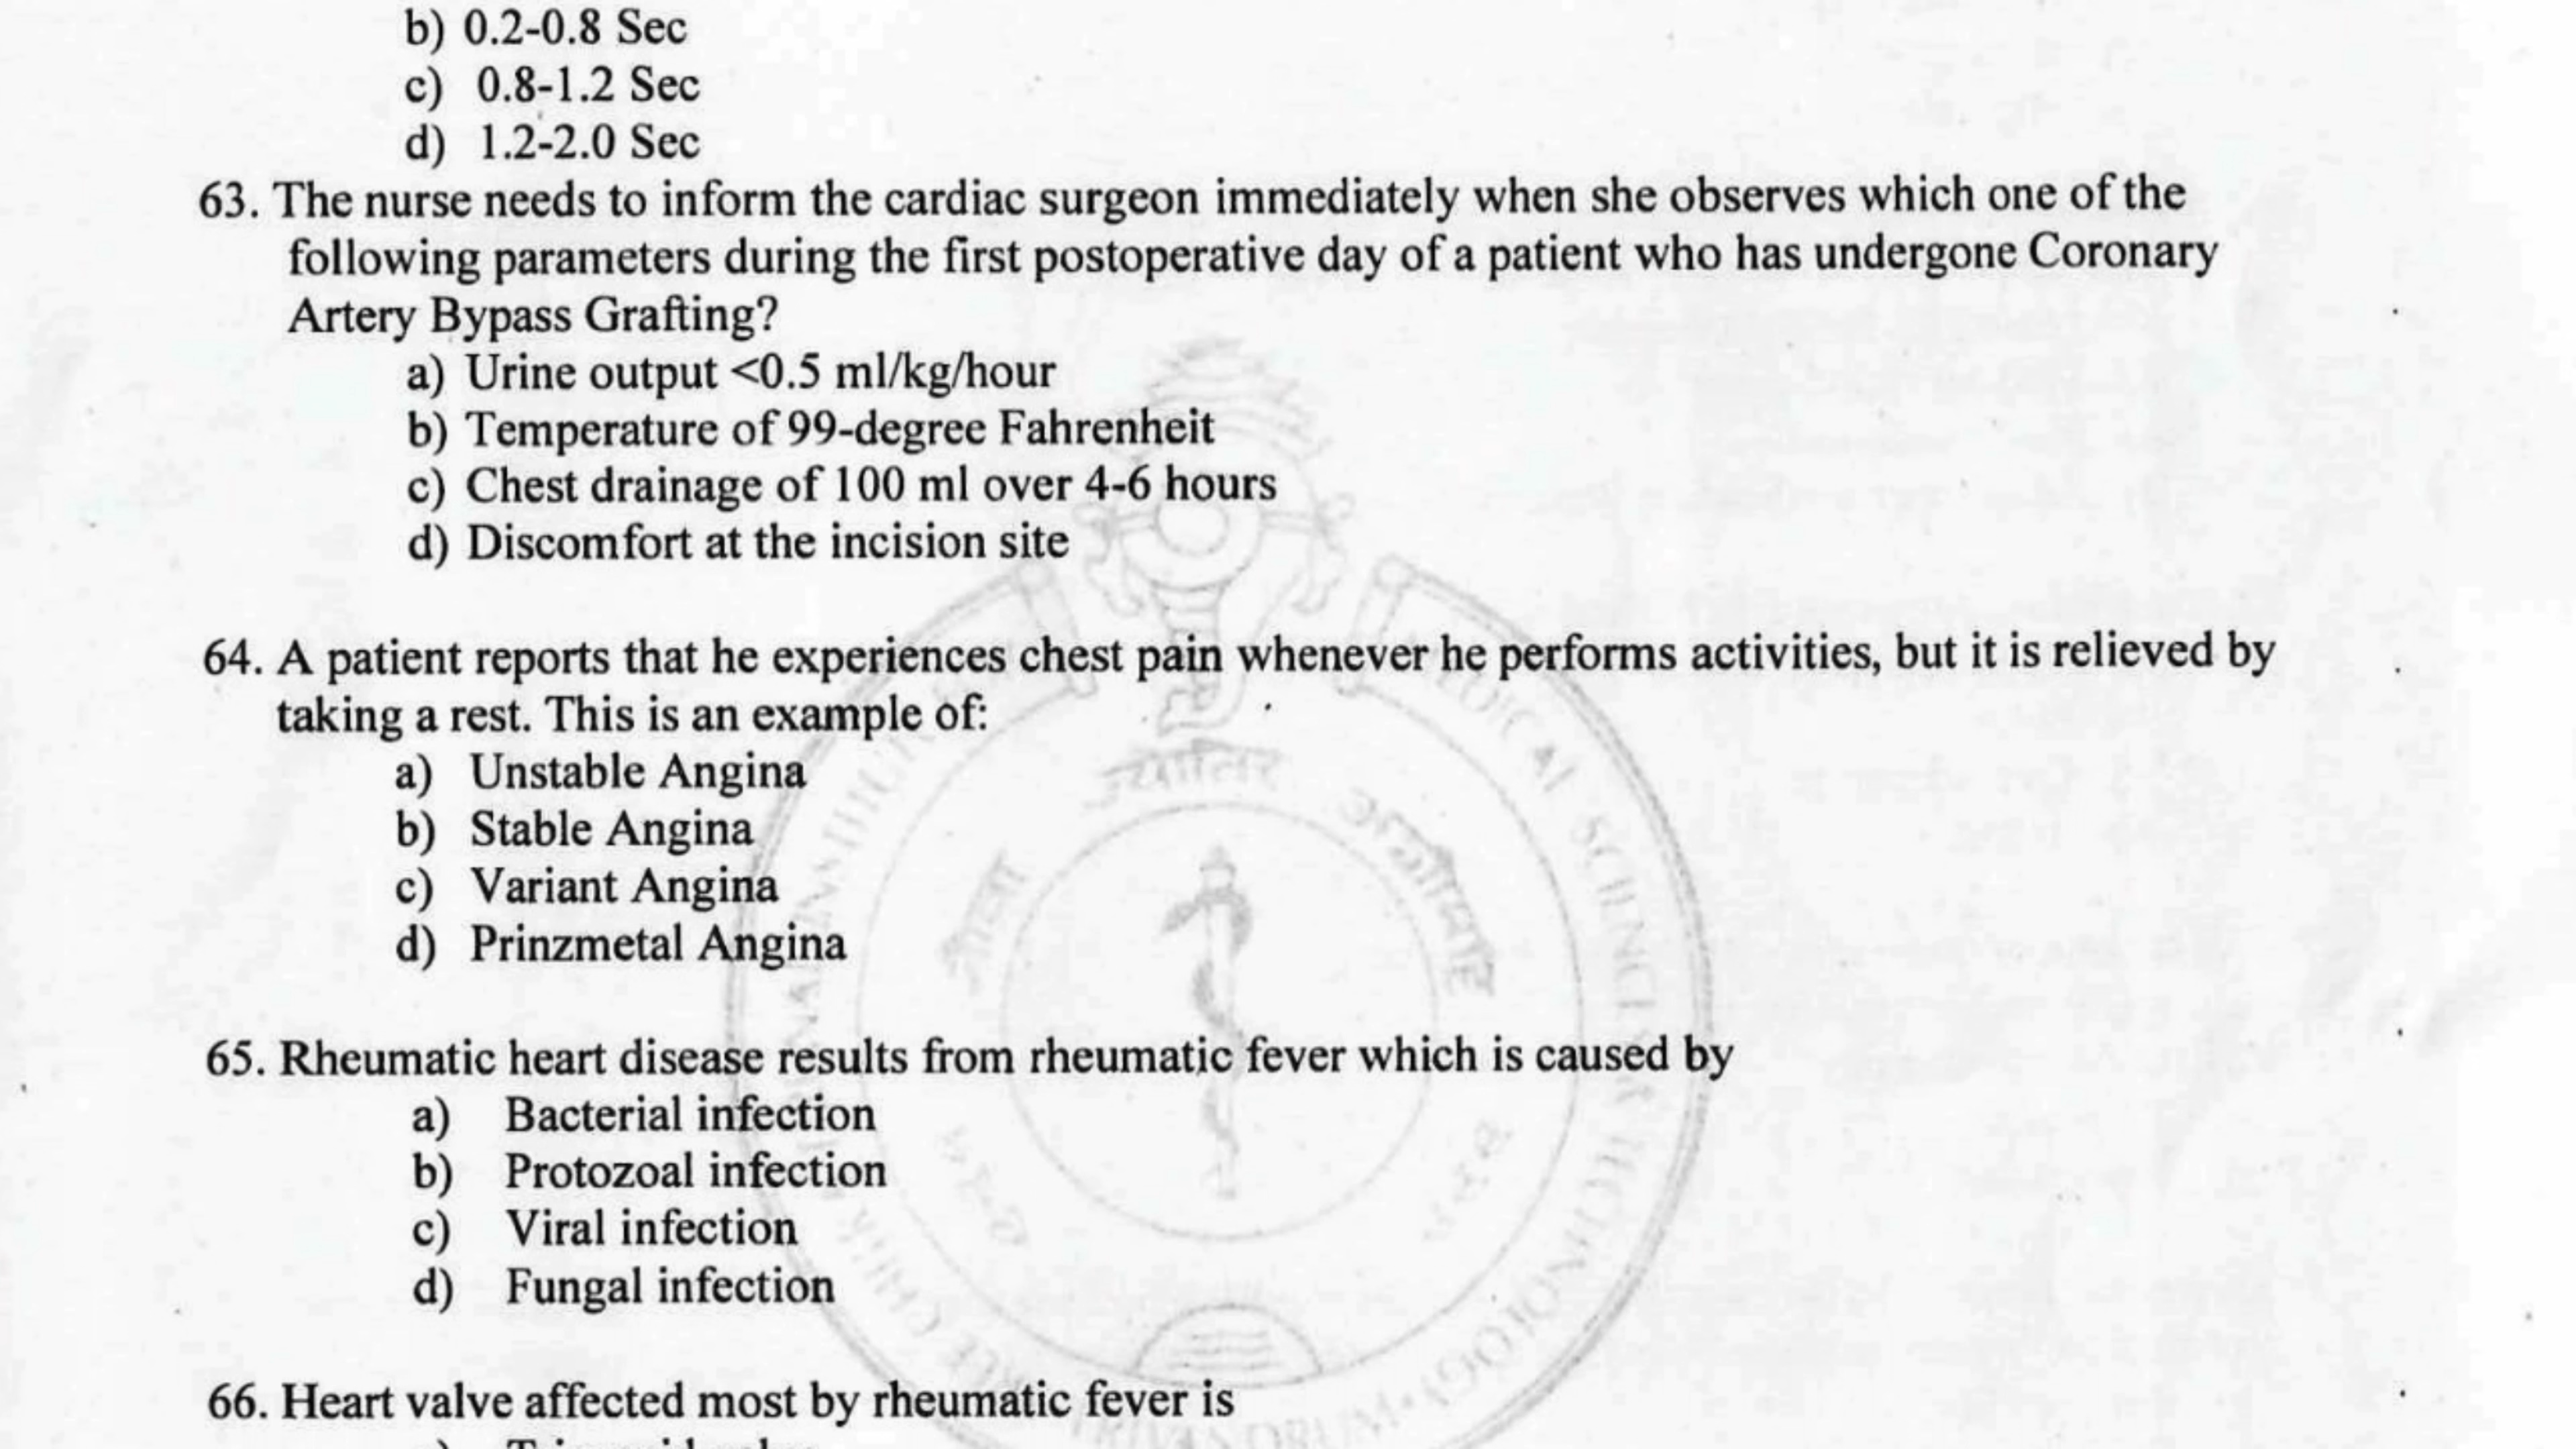 b) 0.2-0.8 Sec
c) 0.8-1.2 Sec
d) 1.2-2.0 Sec
63. The nurse needs to inform the cardiac surgeon immediately when she observes which one of the
following parameters during the first postoperative day of a patient who has undergone Coronary
Artery Bypass Grafting?
a) Urine output <0.5 ml/kg/hour
b) Temperature of 99-degree Fahrenheit
c) Chest drainage of 100 ml over 4-6 hours
d) Discomfort at the incision site
64. A patient reports that he experiences chest pain whenever he performs activities, but it is relieved by
taking a rest. This is an example of:
a) Unstable Angina
b) Stable Angina
c) Variant Angina
d) Prinzmetal Angina
65. Rheumatic heart disease results from rheumatic fever which is caused by
a) Bacterial infection
b) Protozoal infection
c) Viral infection
d) Fungal infection
66. Heart valve affected most by rheumatic fever is